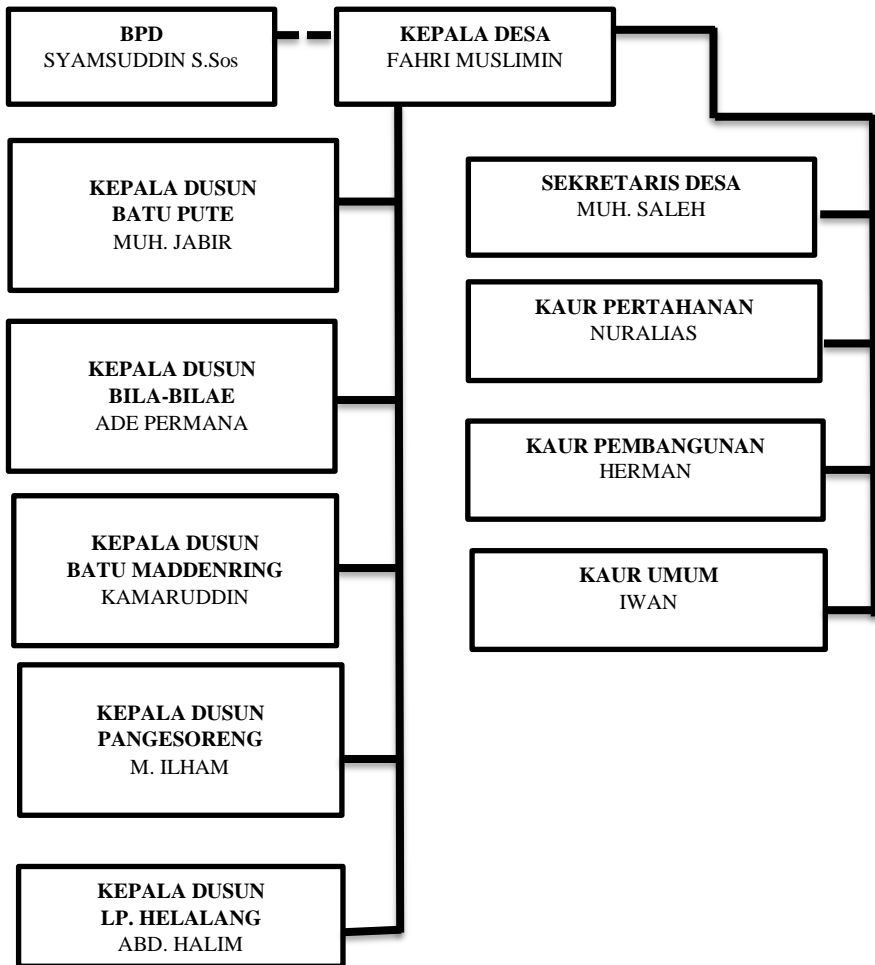 BPD
SYAMSUDDIN S.Sos
KEPALA DESA
FAHRI MUSLIMIN
KEPALA DUSUN
BATU PUTE
MUH. JABIR
KEPALA DUSUN
BILA-BILAE
ADE PERMANA
KEPALA DUSUN
BATU MADDENRING
KAMARUDDIN
KEPALA DUSUN
PANGESORENG
M. ILHAM
KEPALA DUSUN
LP. HELALANG
ABD. HALIM
SEKRETARIS DESA
MUH. SALEH
KAUR PERTAHANAN
NURALIAS
KAUR PEMBANGUNAN
HERMAN
KAUR UMUM
IWAN